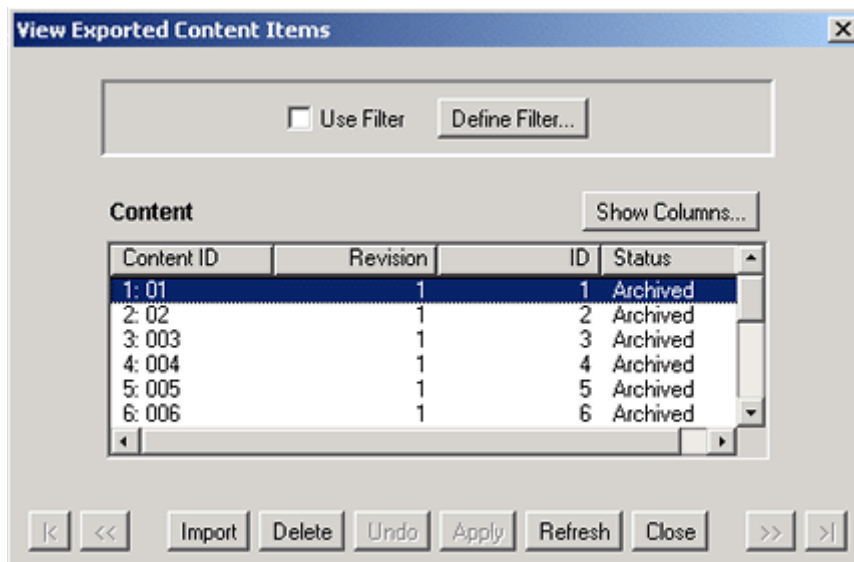 View Exported Content Items
Use Filter Define Filter...
Content Show Columns...
Content ID Revision ID Status
1: 01 1 1 Archived
2: 02 1 2 Archived
3: 003 1 3 Archived
4: 004 1 4 Archived
5: 005 1 5 Archived
6: 006 1 6 Archived
|< << Import Delete Undo Apply Refresh Close >> >|